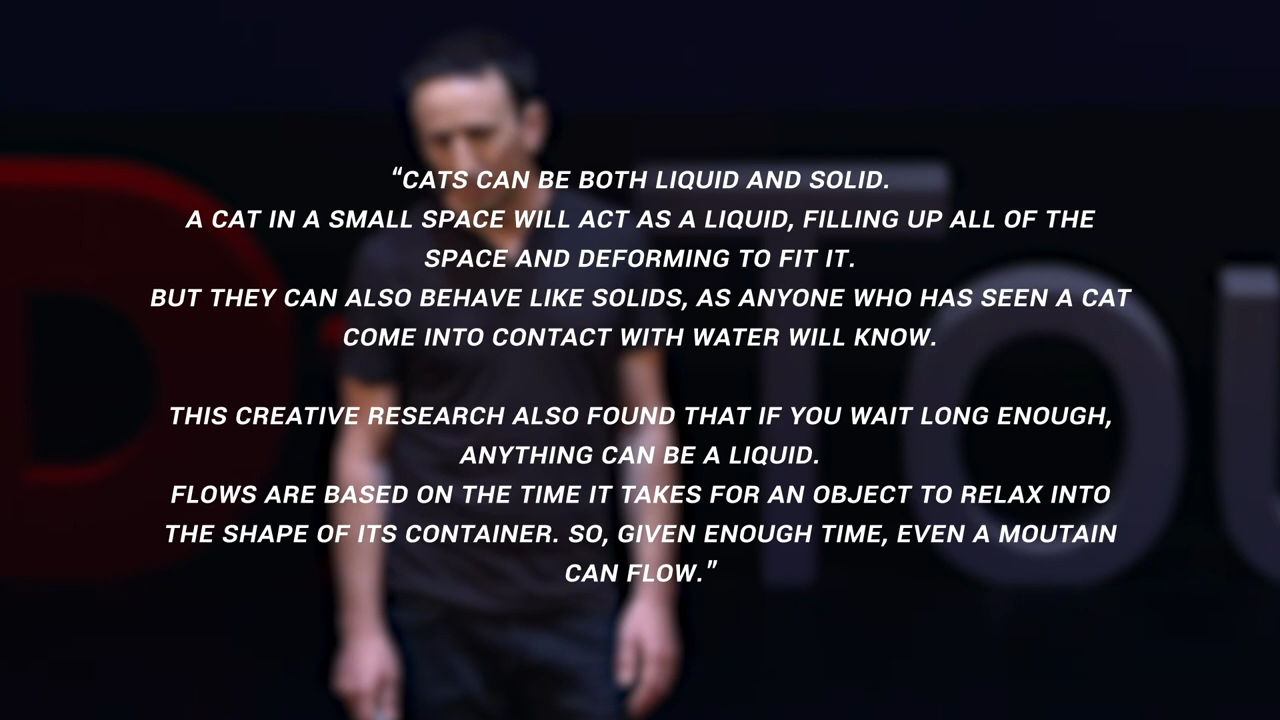 “CATS CAN BE BOTH LIQUID AND SOLID.
A CAT IN A SMALL SPACE WILL ACT AS A LIQUID, FILLING UP ALL OF THE
SPACE AND DEFORMING TO FIT IT.
BUT THEY CAN ALSO BEHAVE LIKE SOLIDS, AS ANYONE WHO HAS SEEN A CAT
COME INTO CONTACT WITH WATER WILL KNOW.
THIS CREATIVE RESEARCH ALSO FOUND THAT IF YOU WAIT LONG ENOUGH,
ANYTHING CAN BE A LIQUID.
FLOWS ARE BASED ON THE TIME IT TAKES FOR AN OBJECT TO RELAX INTO
THE SHAPE OF ITS CONTAINER. SO, GIVEN ENOUGH TIME, EVEN A MOUTAIN
CAN FLOW.”
D Tou